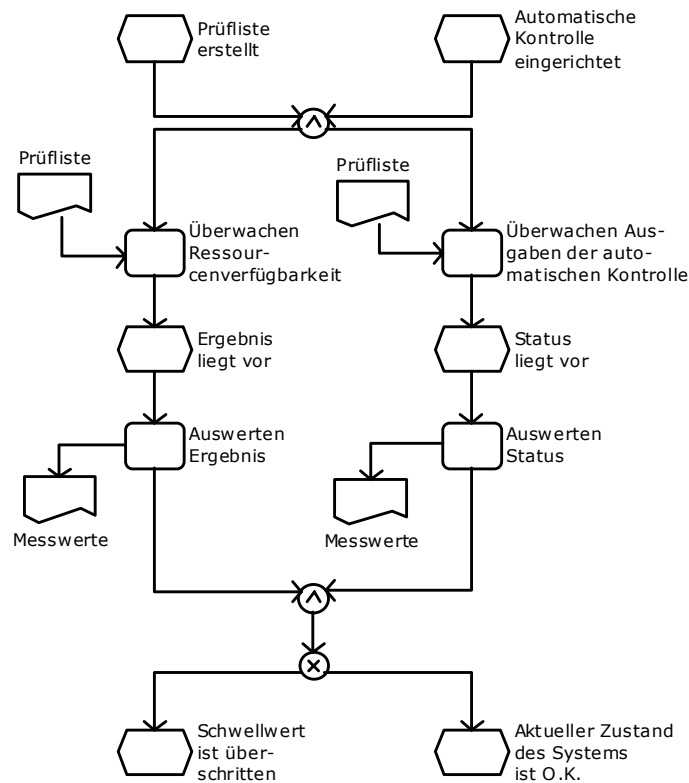 Prüfliste
erstellt
Automatische
Kontrolle
eingerichtet
^
Prüfliste
Prüfliste
Überwachen
Ressour-
cenverfügbarkeit
Überwachen Aus-
gaben der auto-
matischen Kontrolle
Ergebnis
liegt vor
Status
liegt vor
Auswerten
Ergebnis
Auswerten
Status
Messwerte
Messwerte
^
×
Schwellwert
ist über-
schritten
Aktueller Zustand
des Systems
ist O.K.